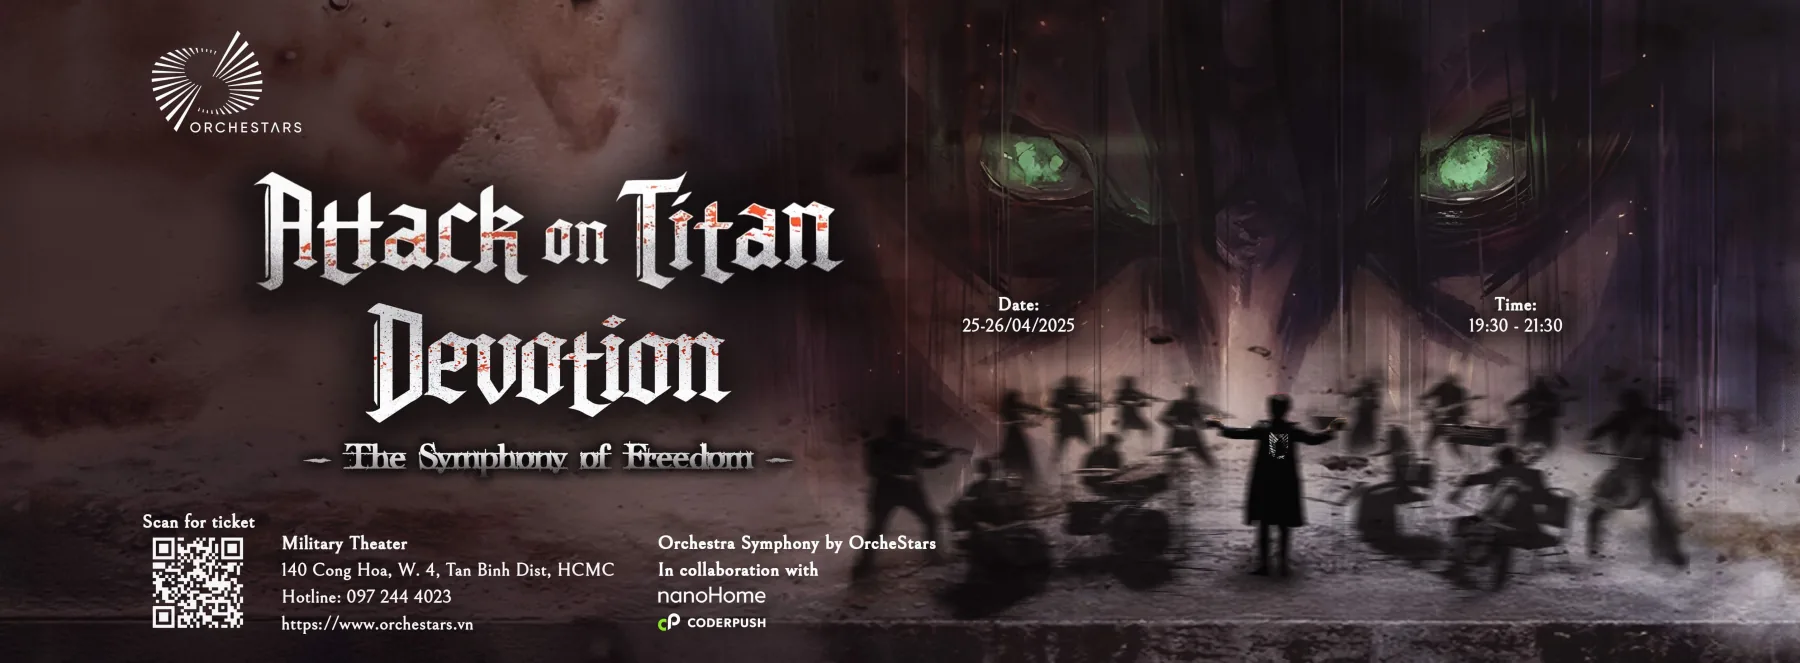 ORCHESTARS
Attack on Titan
Devotion
The Symphony of Freedom
Date:
25-26/04/2025
Time:
19:30 - 21:30
Scan for ticket
Military Theater
140 Cong Hoa, W. 4, Tan Binh Dist, HCMC
Hotline: 097 244 4023
https://www.orchestars.vn
Orchestra Symphony by OrcheStars
In collaboration with
nanoHome
cP CODERPUSH